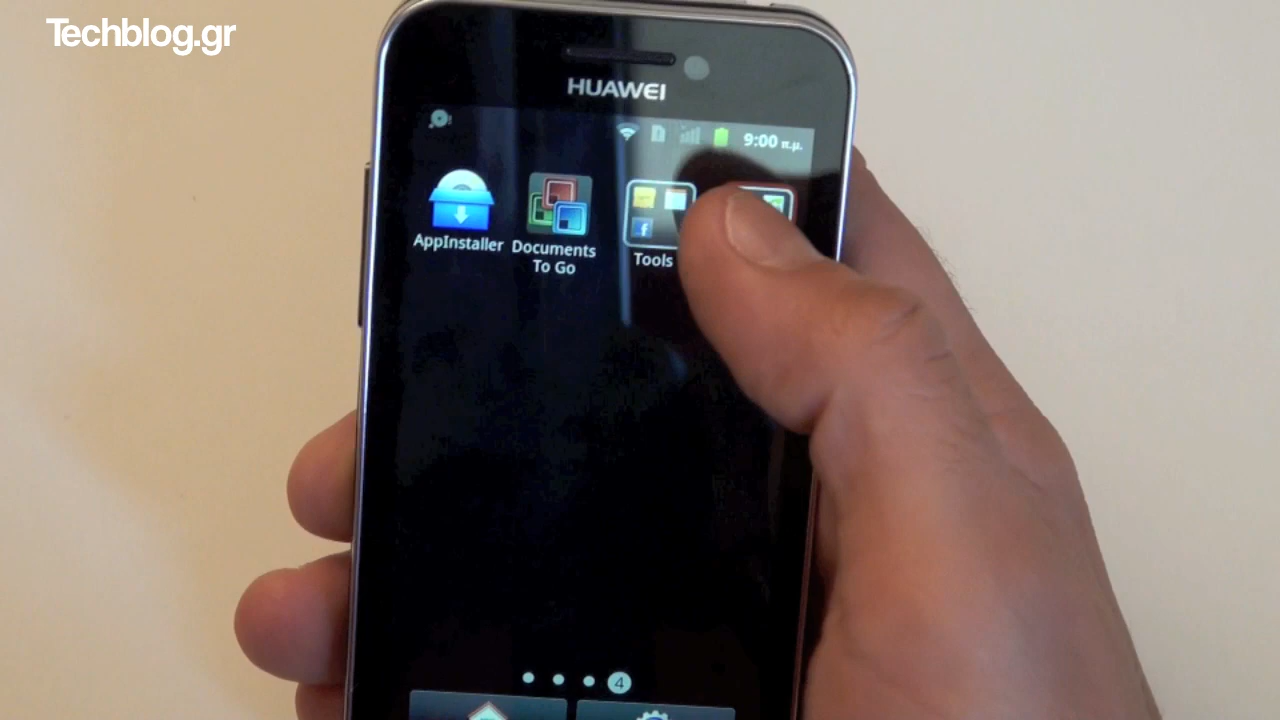 Techblog.gr
HUAWEI
9:00 π.μ.
AppInstaller
Documents
To Go
Tools
4